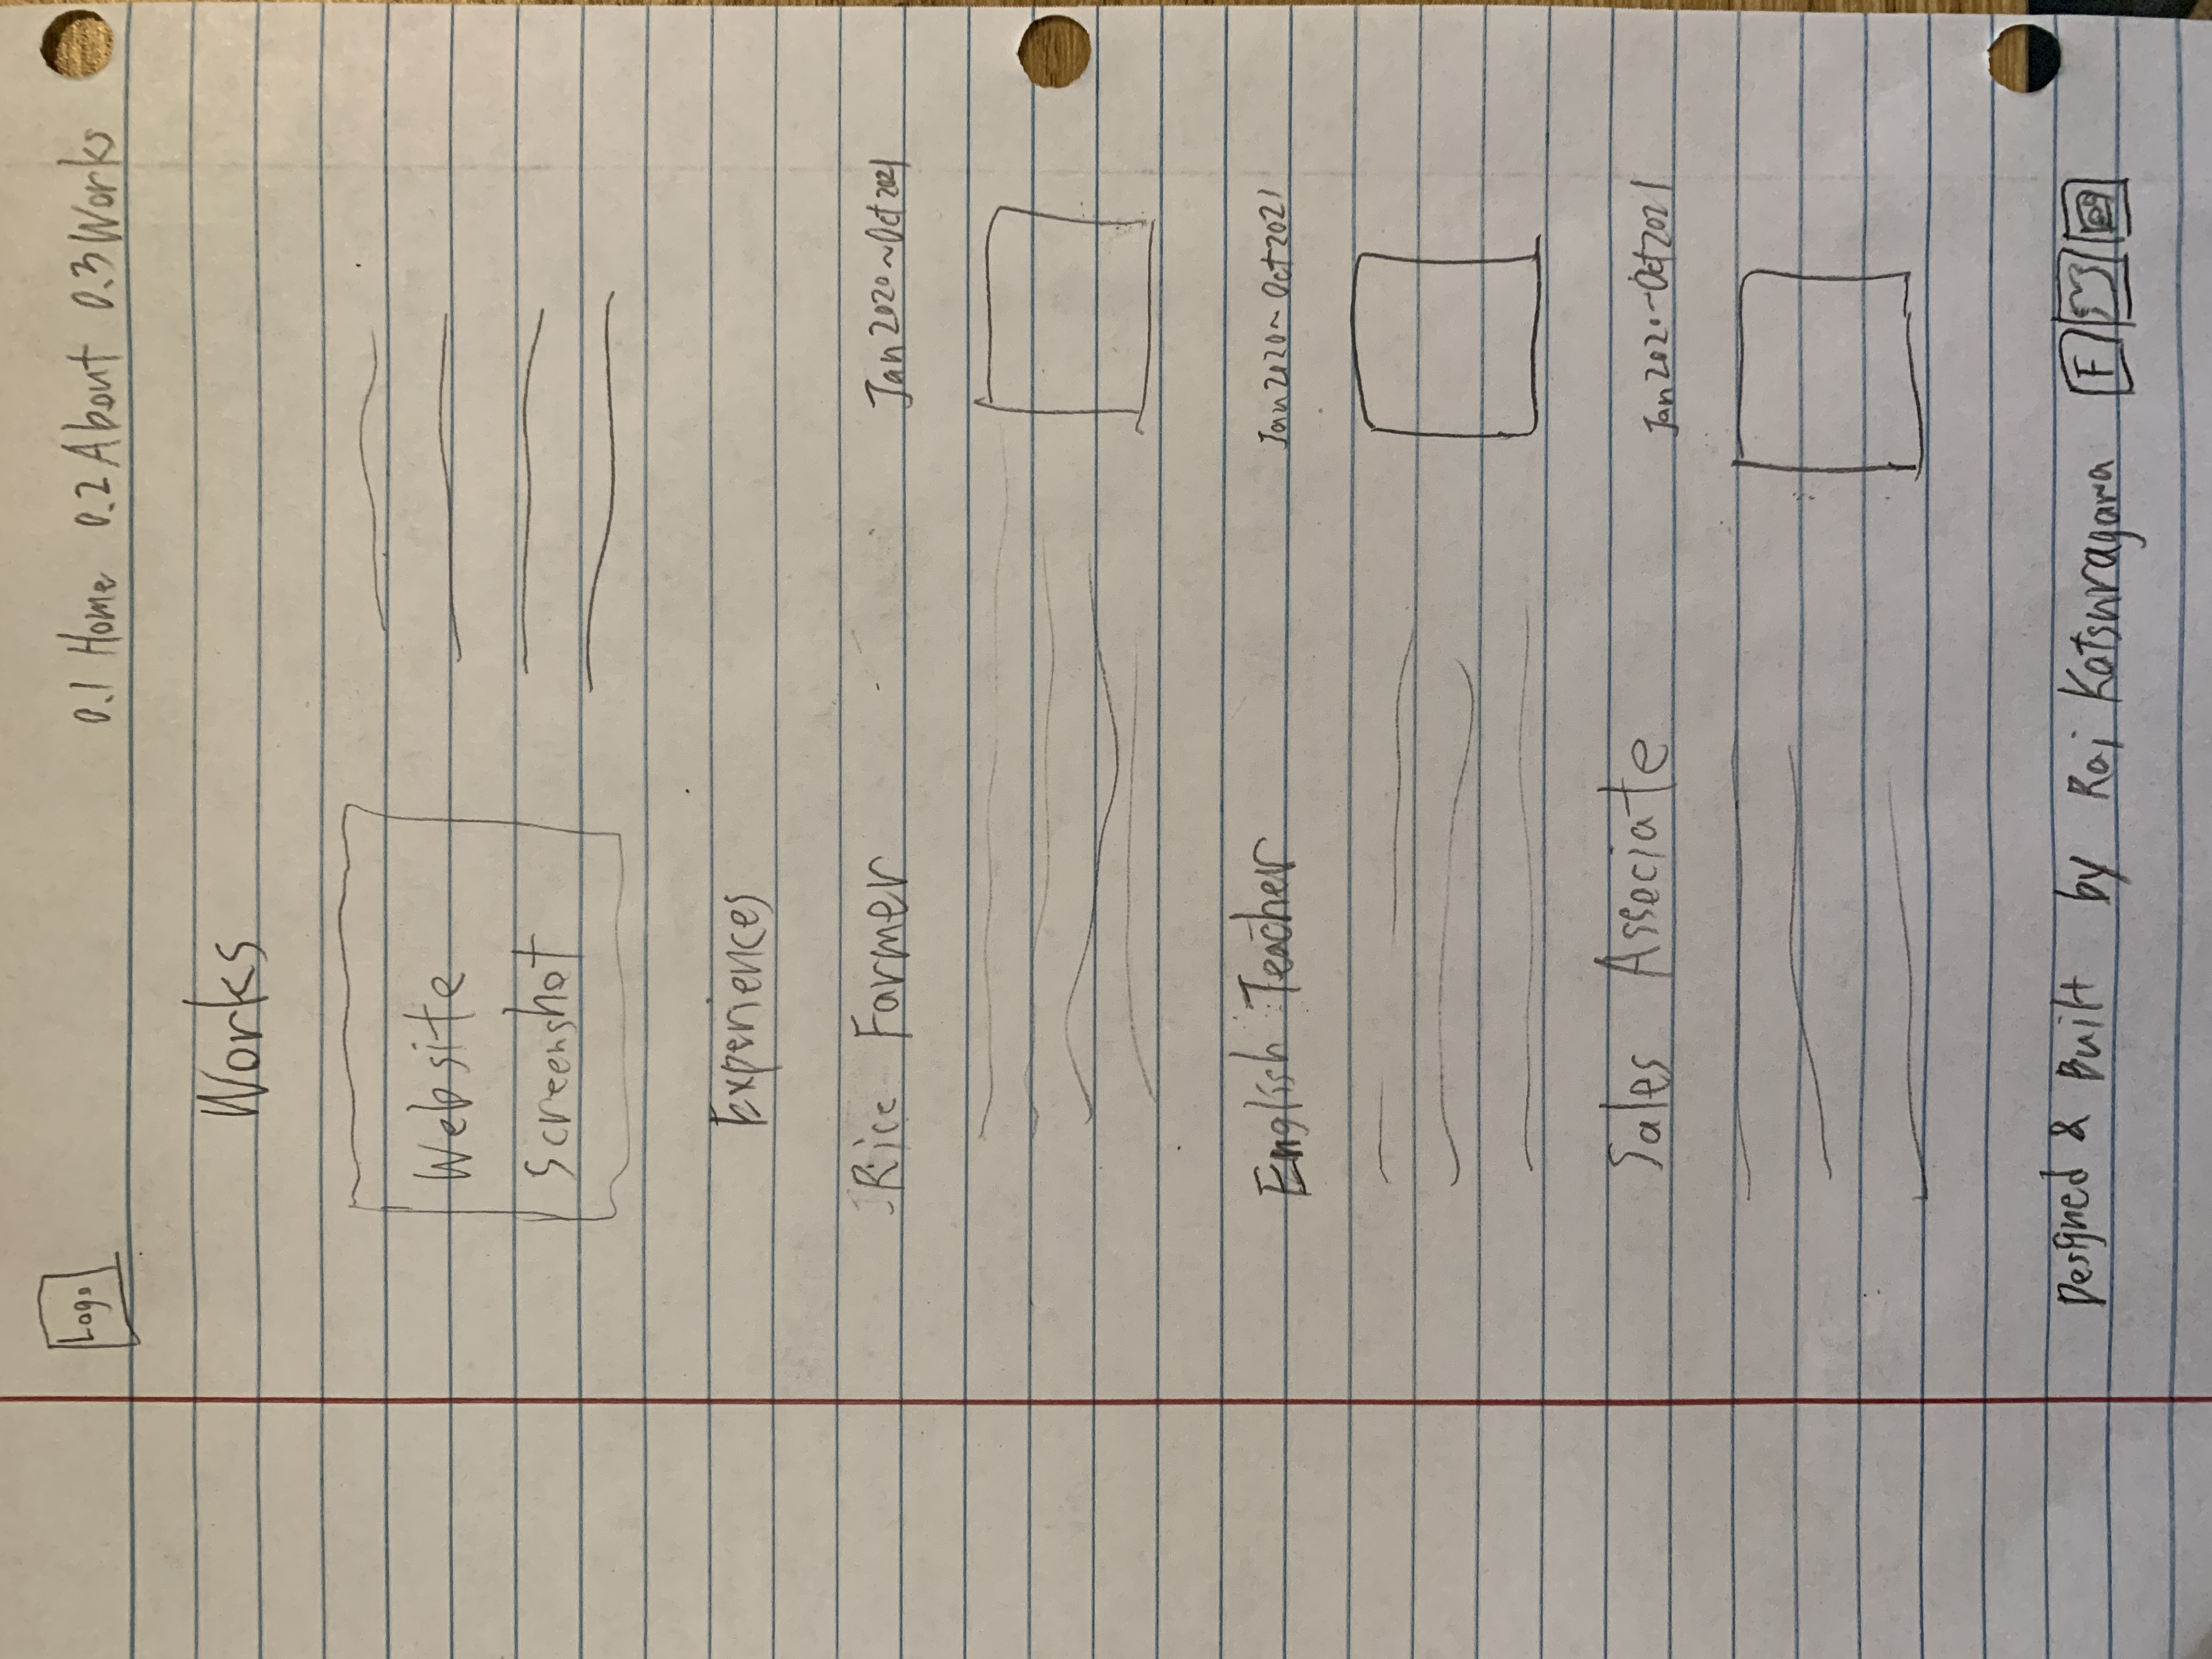 Logo
0.1 Home 0.2 About 0.3 Works
Works
Website
Screenshot
Experiences
Rice Farmer
Jan 2020~Oct 2021
English Teacher
Jan 2020~Oct 2021
Sales Associate
Jan 2020~Oct 2021
Designed & Built by Rai Katsuragawa F